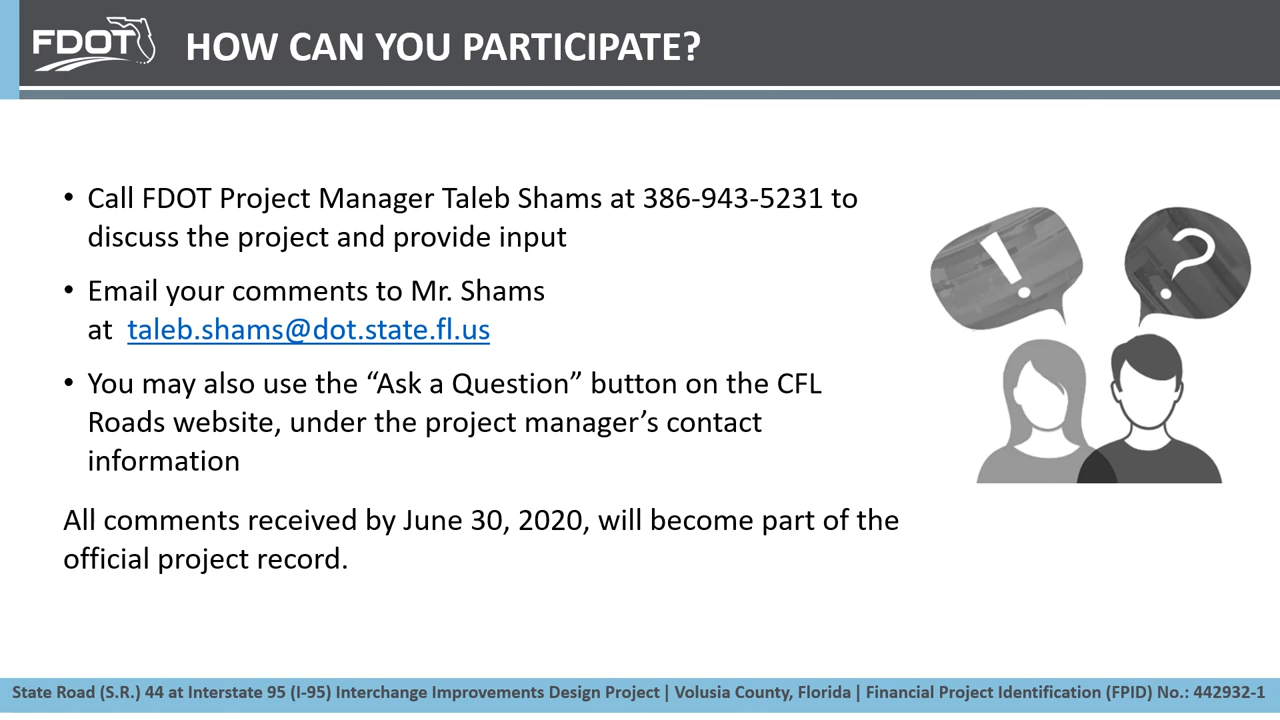 FDOT
HOW CAN YOU PARTICIPATE?
• Call FDOT Project Manager Taleb Shams at 386-943-5231 to
discuss the project and provide input
• Email your comments to Mr. Shams
at taleb.shams@dot.state.fl.us
• You may also use the “Ask a Question” button on the CFL
Roads website, under the project manager’s contact
information
All comments received by June 30, 2020, will become part of the
official project record.
!
?
State Road (S.R.) 44 at Interstate 95 (I-95) Interchange Improvements Design Project | Volusia County, Florida | Financial Project Identification (FPID) No.: 442932-1